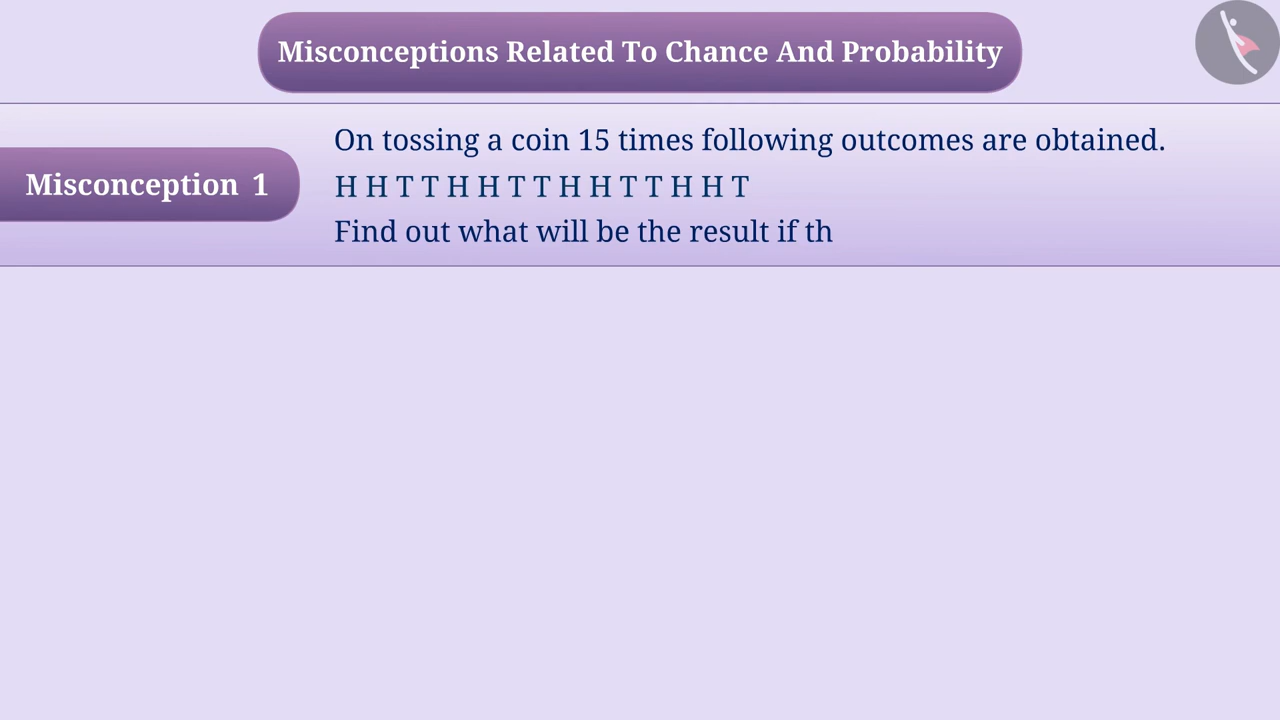 Misconceptions Related To Chance And Probability
Misconception 1
On tossing a coin 15 times following outcomes are obtained.
H H T T H H T T H H T T H H T
Find out what will be the result if th